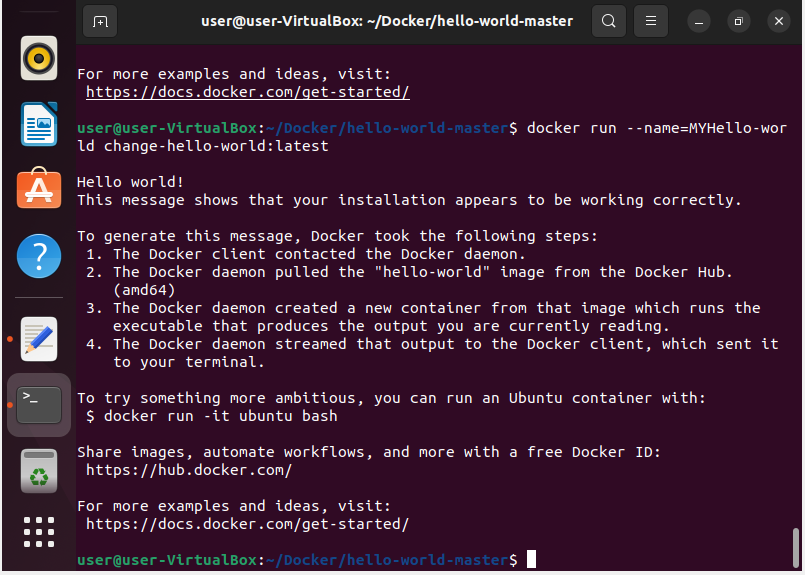 user@user-VirtualBox: ~/Docker/hello-world-master
For more examples and ideas, visit:
https://docs.docker.com/get-started/
user@user-VirtualBox:~/Docker/hello-world-master$ docker run --name=MYHello-wor
ld change-hello-world:latest
Hello world!
This message shows that your installation appears to be working correctly.
To generate this message, Docker took the following steps:
1. The Docker client contacted the Docker daemon.
2. The Docker daemon pulled the "hello-world" image from the Docker Hub.
(amd64)
3. The Docker daemon created a new container from that image which runs the
executable that produces the output you are currently reading.
4. The Docker daemon streamed that output to the Docker client, which sent it
to your terminal.
To try something more ambitious, you can run an Ubuntu container with:
$ docker run -it ubuntu bash
Share images, automate workflows, and more with a free Docker ID:
https://hub.docker.com/
For more examples and ideas, visit:
https://docs.docker.com/get-started/
user@user-VirtualBox:~/Docker/hello-world-master$